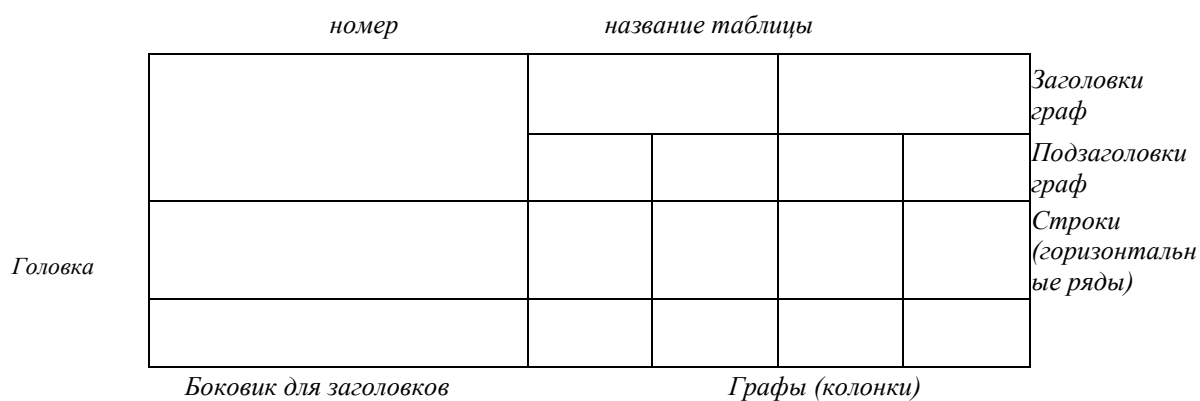 номер название таблицы
Заголовки
граф
Подзаголовки
граф
Строки
(горизонтальн
ые ряды)
Головка
Боковик для заголовков Графы (колонки)